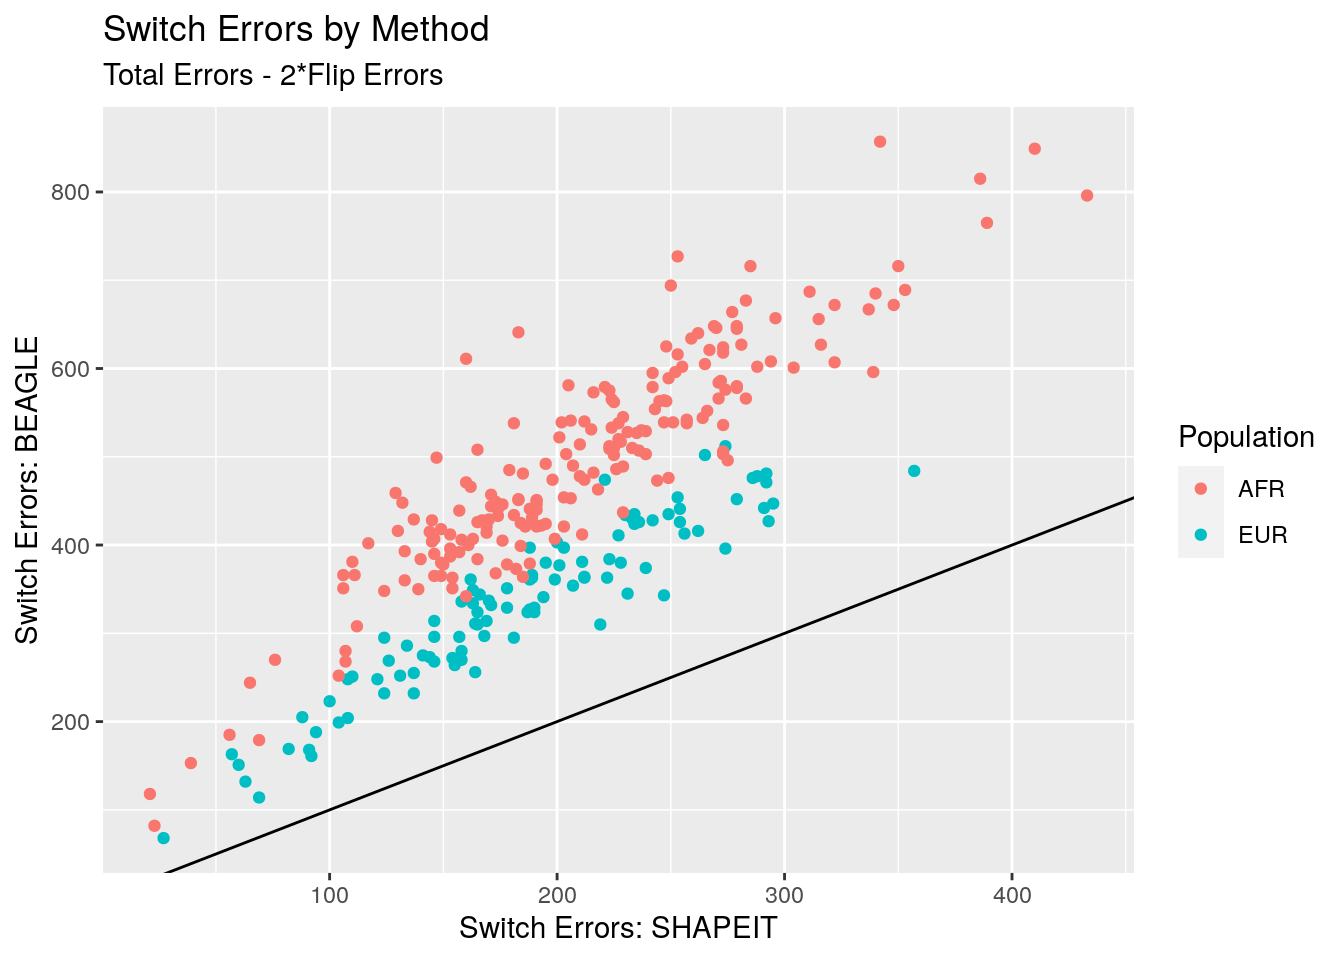 Switch Errors by Method
Total Errors - 2*Flip Errors
800
600
400
200
Switch Errors: BEAGLE
100
200
300
400
Switch Errors: SHAPEIT
Population
AFR
EUR